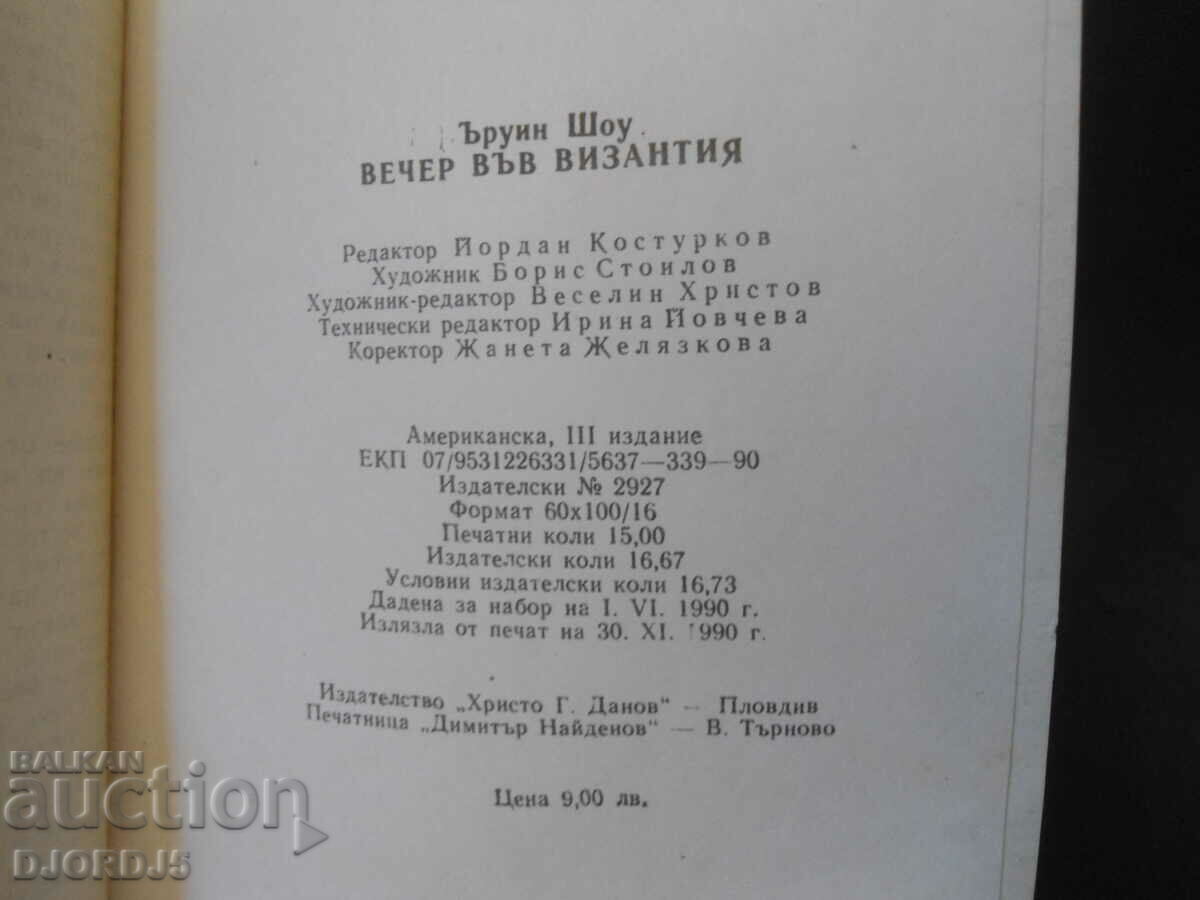 Ъруин Шоу
ВЕЧЕР ВЪВ ВИЗАНТИЯ
Редактор Йордан Костурков
Художник Борис Стоилов
Художник-редактор Веселин Христов
Технически редактор Ирина Йовчева
Коректор Жанета Желязкова
Американска, III издание
ЕКП 07/9531226331/5637—339—90
Издателски № 2927
Формат 60х100/16
Печатни коли 15,00
Издателски коли 16,67
Условни издателски коли 16,73
Дадена за набор на I. VI. 1990 г.
Излязла от печат на 30. XI. 1990 г.
Издателство „Христо Г. Данов“ — Пловдив
Печатница „Димитър Найденов“ — В. Търново
Цена 9,00 лв.
BALKAN
auction
DJORDJ5